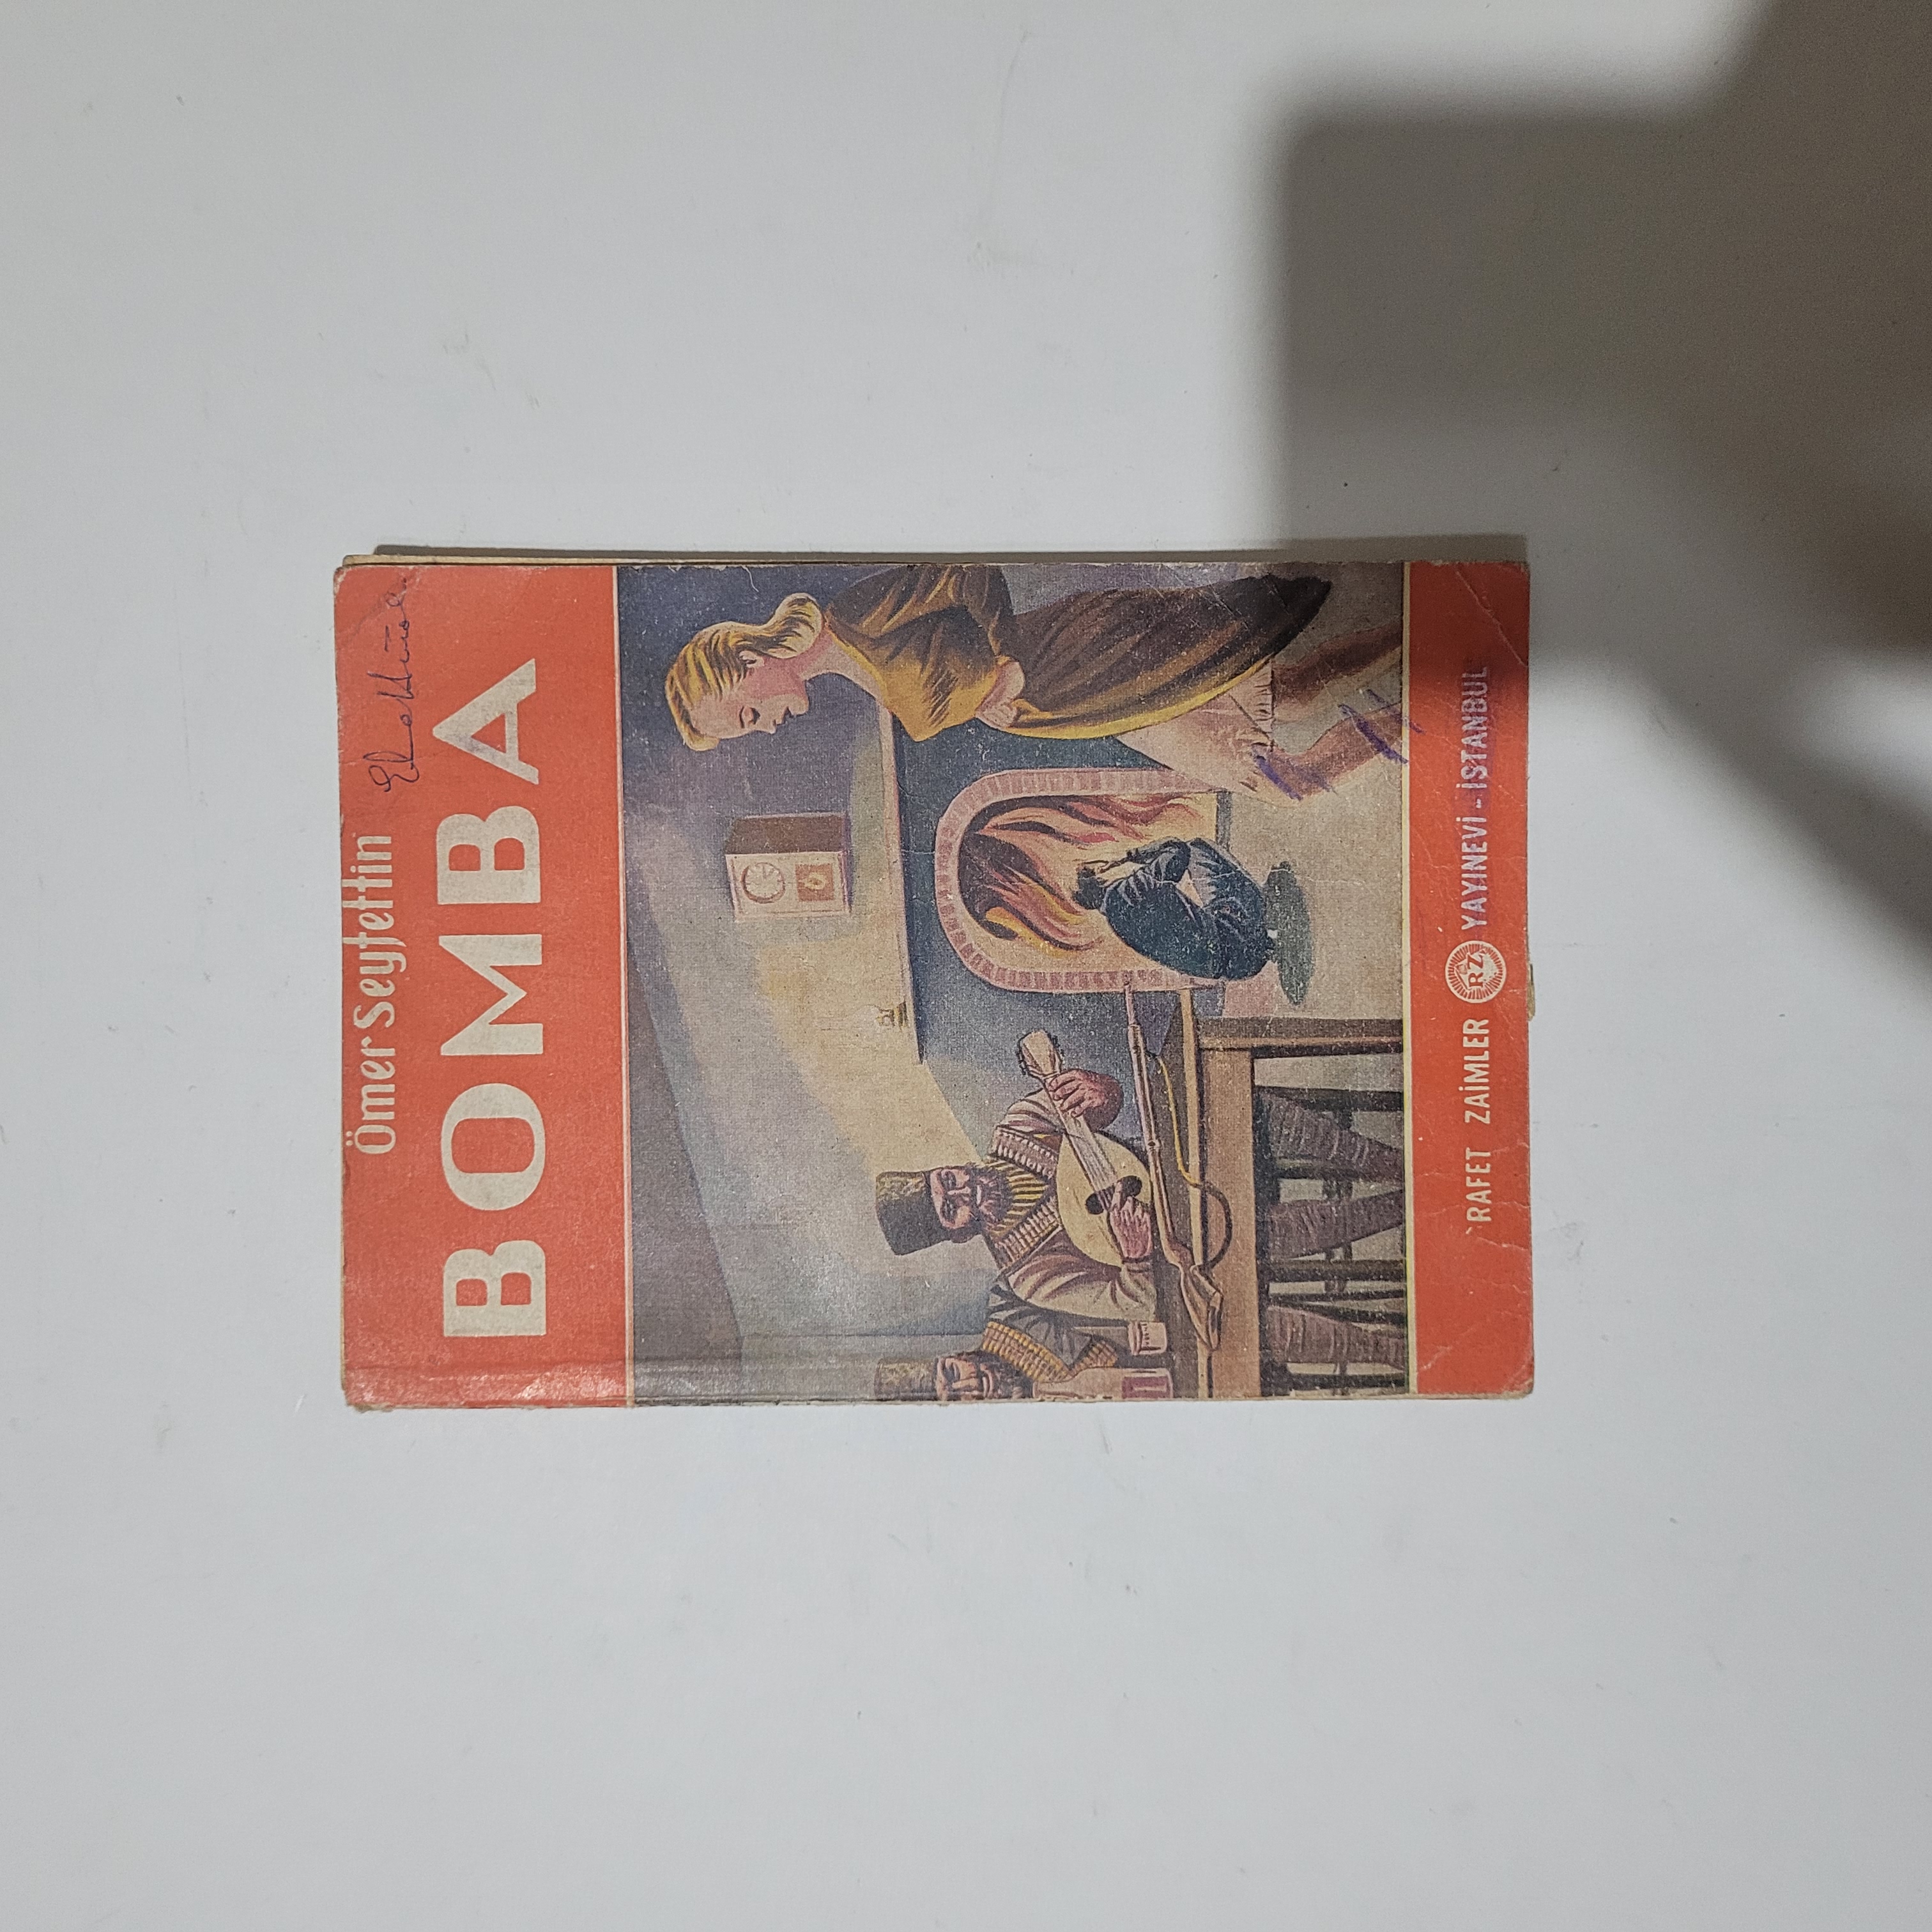 Ömer Seyfettin
BOMBA
RAFET ZAİMLER RZ YAYINEVİ - İSTANBUL